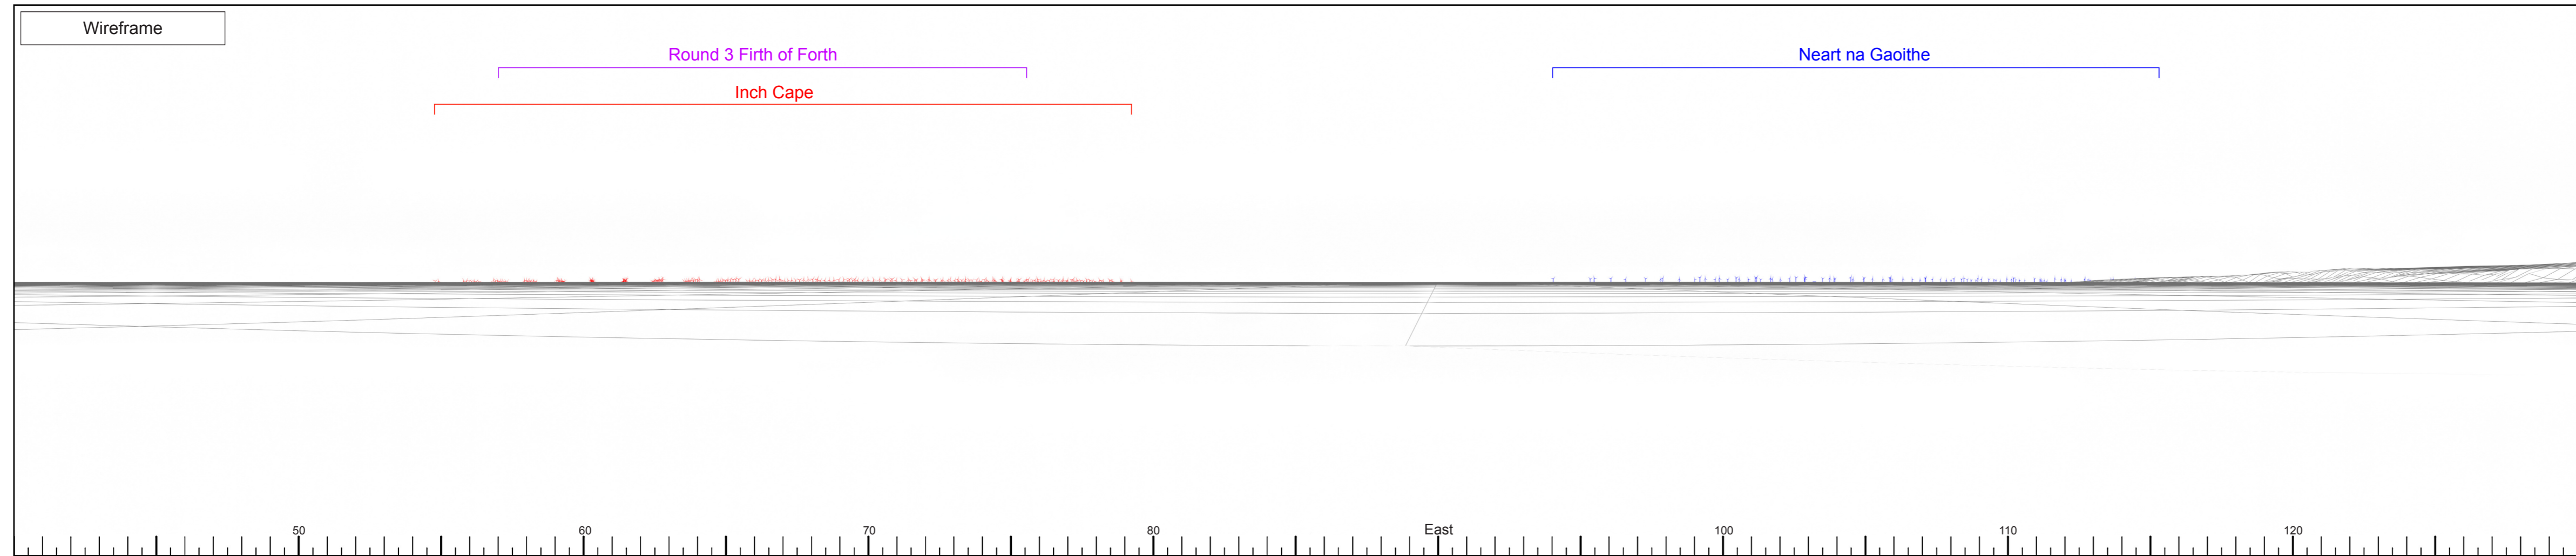 Wireframe
Round 3 Firth of Forth
Neart na Gaoithe
Inch Cape
50 60 70 80 East 100 110 120